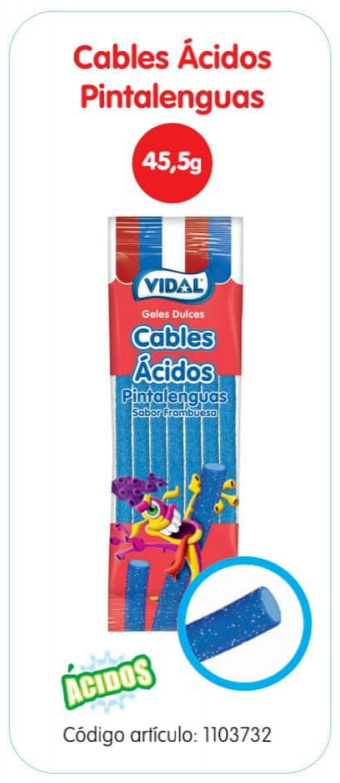 Cables Ácidos
Pintalenguas
45,5g
VIDAL
Geles Dulces
Cables
Ácidos
Pintalenguas
Sabor Frambuesa
ÁCIDOS
Código artículo: 1103732